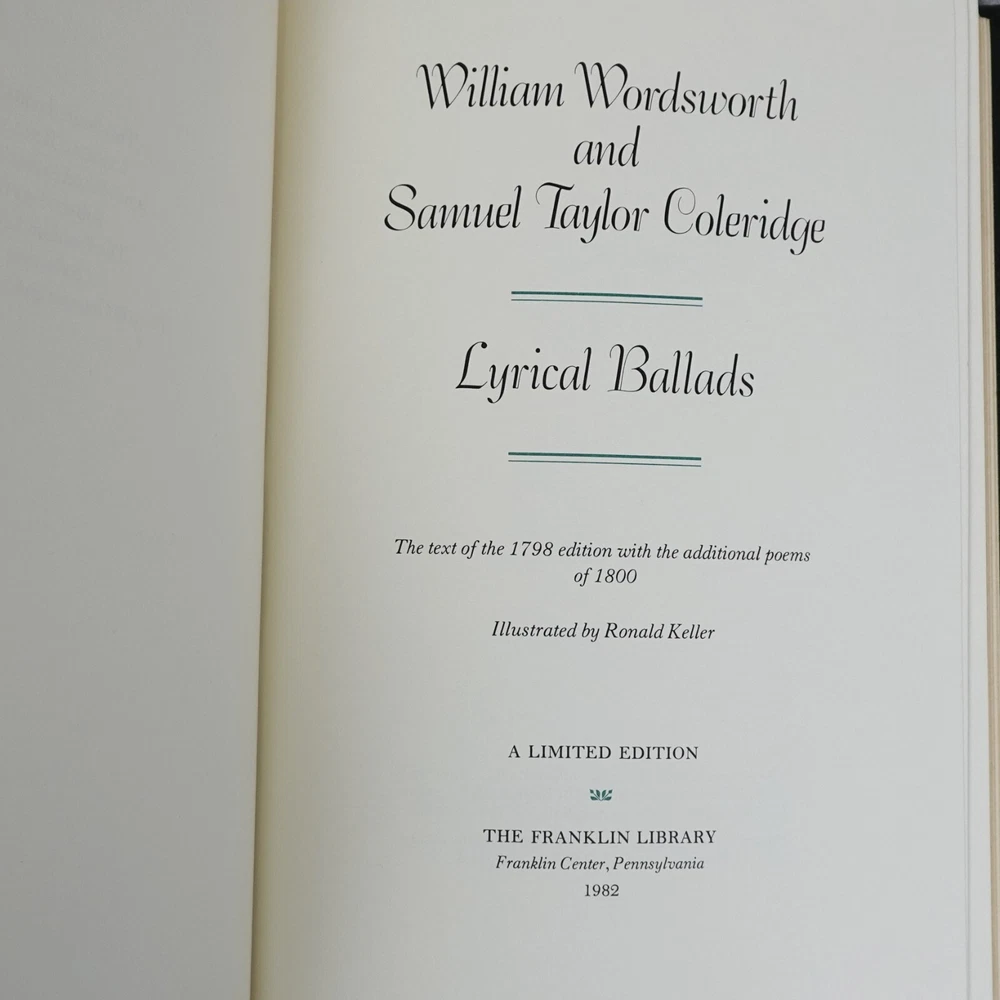 William Wordsworth
and
Samuel Taylor Coleridge
Lyrical Ballads
The text of the 1798 edition with the additional poems
of 1800
Illustrated by Ronald Keller
A LIMITED EDITION
THE FRANKLIN LIBRARY
Franklin Center, Pennsylvania
1982